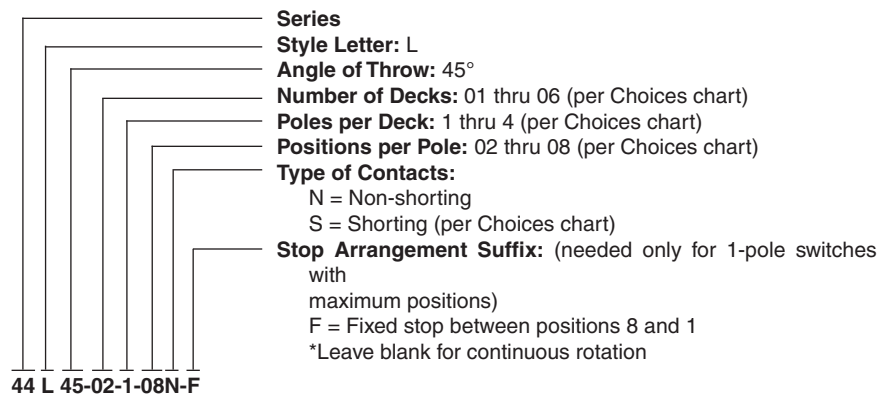 Series
Style Letter: L
Angle of Throw: 45°
Number of Decks: 01 thru 06 (per Choices chart)
Poles per Deck: 1 thru 4 (per Choices chart)
Positions per Pole: 02 thru 08 (per Choices chart)
Type of Contacts:
N = Non-shorting
S = Shorting (per Choices chart)
Stop Arrangement Suffix: (needed only for 1-pole switches
with
maximum positions)
F = Fixed stop between positions 8 and 1
*Leave blank for continuous rotation
44 L 45-02-1-08N-F